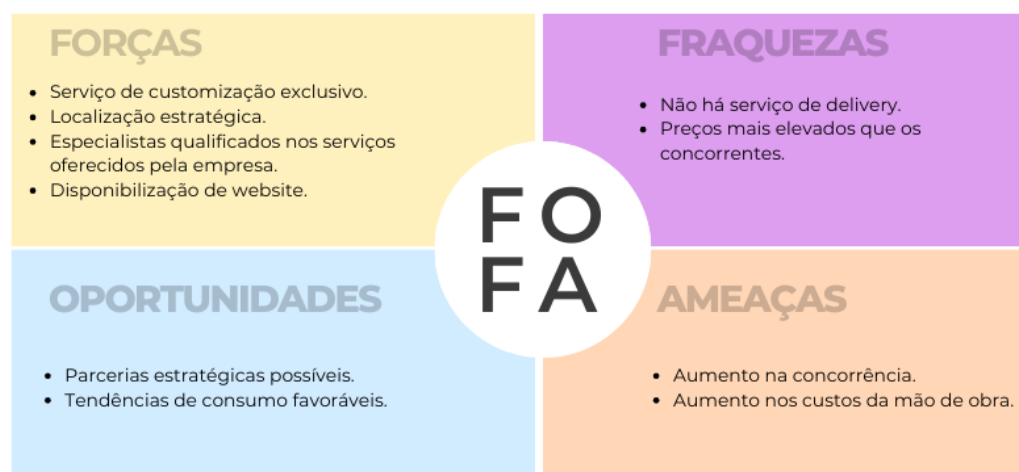 FORÇAS
• Serviço de customização exclusivo.
• Localização estratégica.
• Especialistas qualificados nos serviços
oferecidos pela empresa.
• Disponibilização de website.
FRAQUEZAS
• Não há serviço de delivery.
• Preços mais elevados que os
concorrentes.
F O
F A
OPORTUNIDADES
• Parcerias estratégicas possíveis.
• Tendências de consumo favoráveis.
AMEAÇAS
• Aumento na concorrência.
• Aumento nos custos da mão de obra.